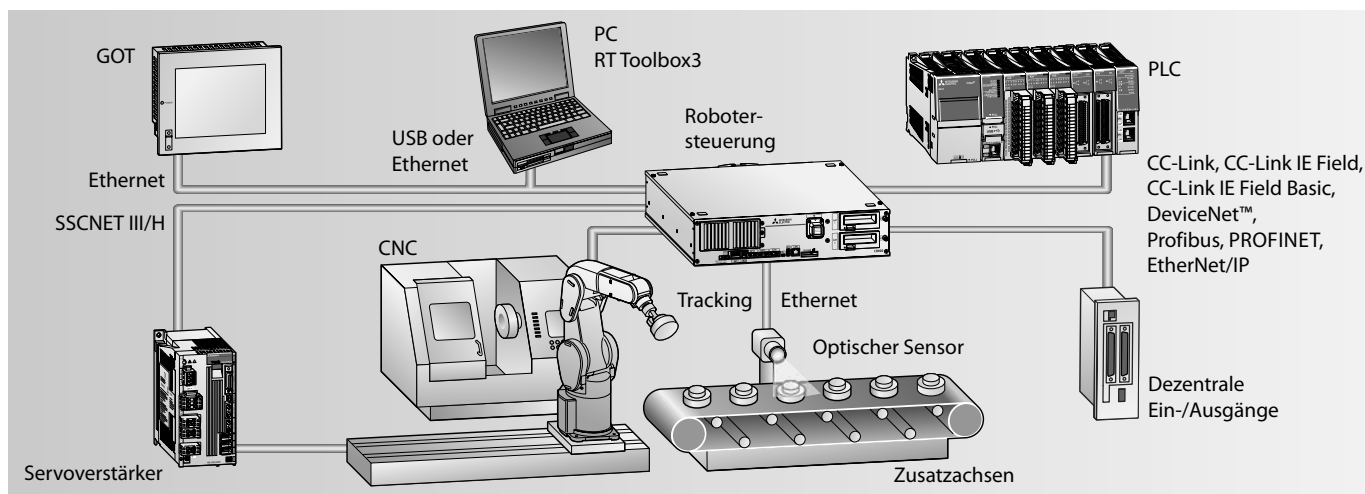 GOT
PC
RT Toolbox3
PLC
USB oder
Ethernet
Roboter-
steuerung
Ethernet
SSCNET III/H
CC-Link, CC-Link IE Field,
CC-Link IE Field Basic,
DeviceNet™,
Profibus, PROFINET,
EtherNet/IP
CNC
Tracking
Ethernet
Optischer Sensor
Dezentrale
Ein-/Ausgänge
Servoverstärker
Zusatzachsen